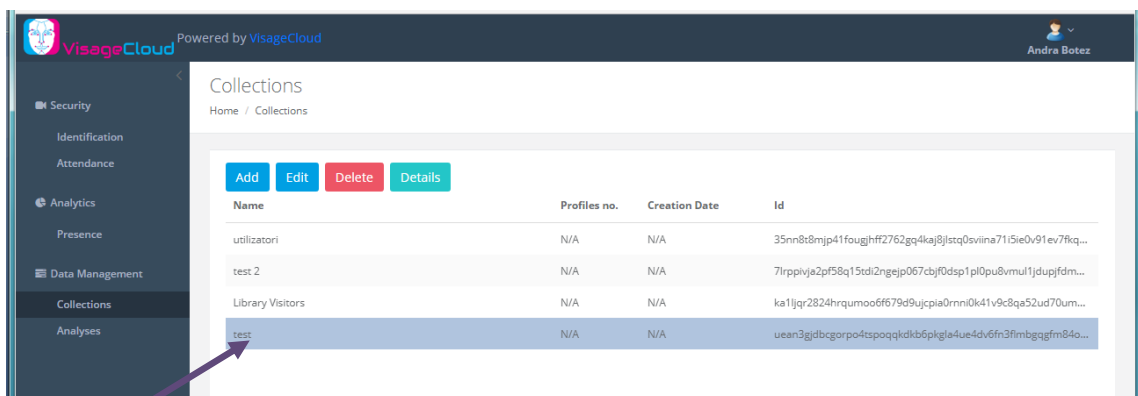 VisageCloud Powered by VisageCloud
Andra Botez
Security
Identification
Attendance
Analytics
Presence
Data Management
Collections
Analyses
Collections
Home / Collections
Add Edit Delete Details
Name Profiles no. Creation Date Id
utilizatori N/A N/A 35nn8t8mjp41fougjhff2762gq4kaj8jlstq0sviina71i5ie0v91ev7fkq...
test 2 N/A N/A 7lrppivja2pf58q15tdi2ngejp067cbjf0dsp1pl0pu8vmul1jdupjfdm...
Library Visitors N/A N/A ka1ljqr2824hrqumoo6f679d9ujcpia0rnni0k41v9c8qa52ud70um...
test N/A N/A uean3gjdbcgorpo4tspoqqkdkb6pkgla4ue4dv6fn3flmbgqgfm84o...